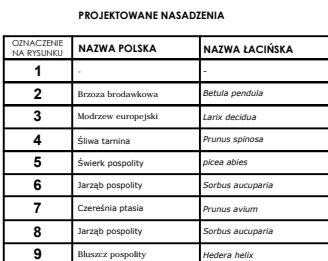 PROJEKTOWANE NASADZENIA
OZNACZENIE NA RYSUNKU NAZWA POLSKA NAZWA ŁACIŃSKA
1 - -
2 Brzoza brodawkowa Betula pendula
3 Modrzew europejski Larix decidua
4 Śliwa tarnina Prunus spinosa
5 Świerk pospolity picea abies
6 Jarząb pospolity Sorbus aucuparia
7 Czereśnia ptasia Prunus avium
8 Jarząb pospolity Sorbus aucuparia
9 Bluszcz pospolity Hedera helix